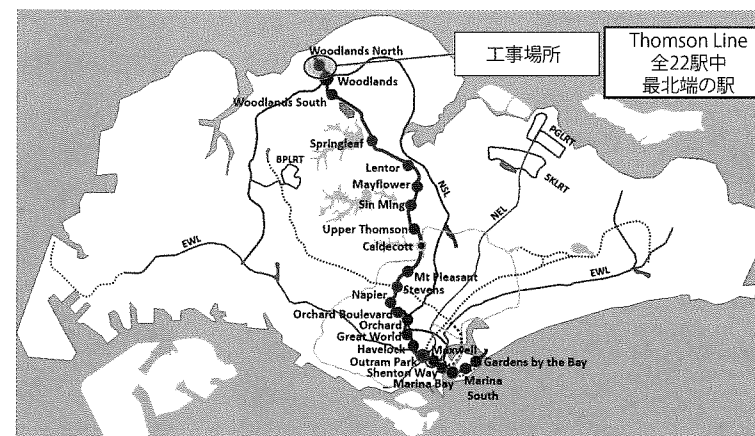 Thomson Line
全22駅中
最北端の駅
工事場所
Woodlands North
Woodlands
Woodlands South
Springleaf
BPLRT
PGLRT
SKLRT
Lentor
Mayflower
NSL
NEL
Sin Ming
Upper Thomson
Caldecott
EWL
EWL
Mt Pleasant
Stevens
Napier
Orchard Boulevard
Orchard
Great World
Havelock
Maxwell
Outram Park
Gardens by the Bay
Shenton Way
Marina Bay
Marina
South